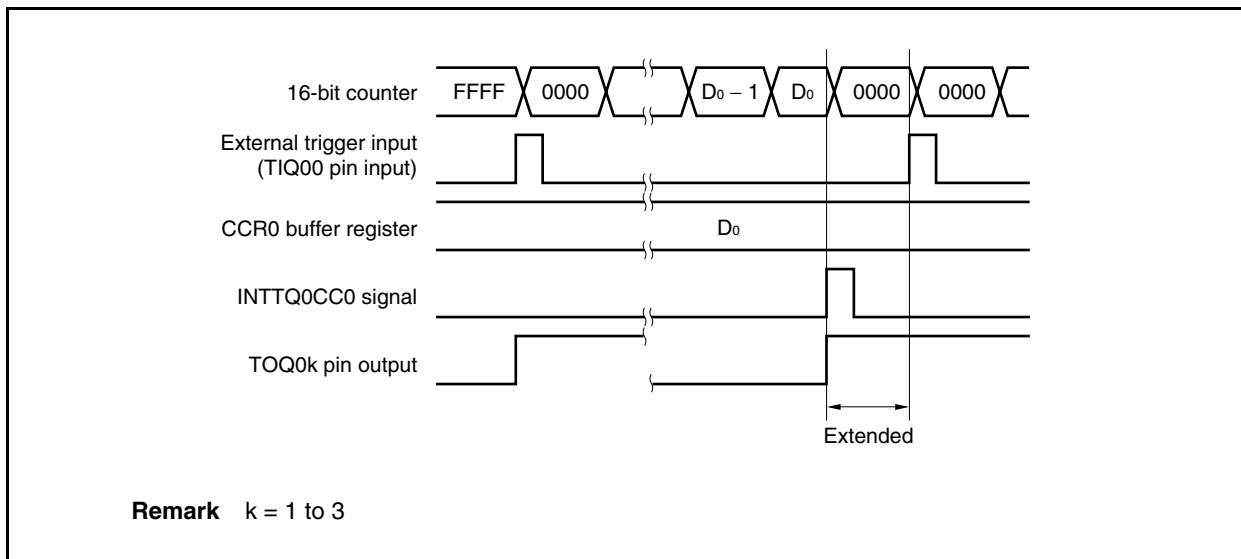 16-bit counter FFFF 0000 D0 – 1 D0 0000 0000
External trigger input
(TIQ00 pin input)
CCR0 buffer register D0
INTTQ0CC0 signal
TOQ0k pin output
Extended
Remark k = 1 to 3